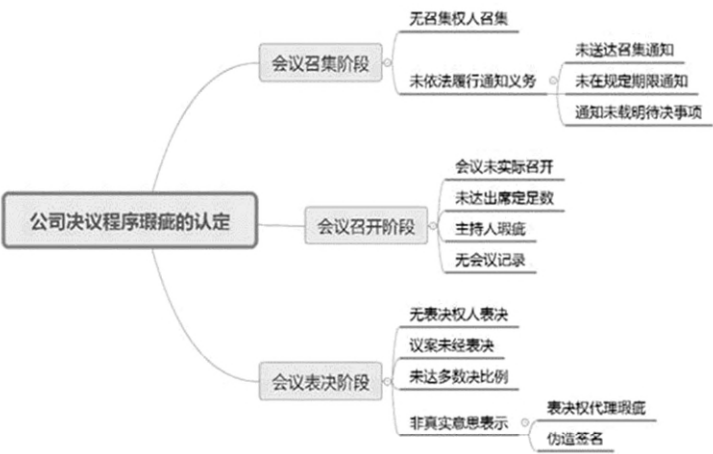 公司决议程序瑕疵的认定
会议召集阶段
无召集权人召集
未依法履行通知义务
未送达召集通知
未在规定期限通知
通知未载明待决事项
会议召开阶段
会议未实际召开
未达出席定足数
主持人瑕疵
无会议记录
会议表决阶段
无表决权人表决
议案未经表决
未达多数决比例
非真实意思表示
表决权代理瑕疵
伪造签名